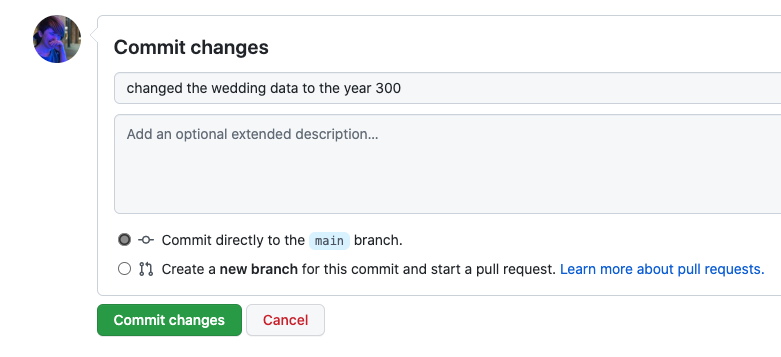 Commit changes
changed the wedding data to the year 300
Add an optional extended description...
Commit directly to the main branch.
Create a new branch for this commit and start a pull request. Learn more about pull requests.
Commit changes Cancel